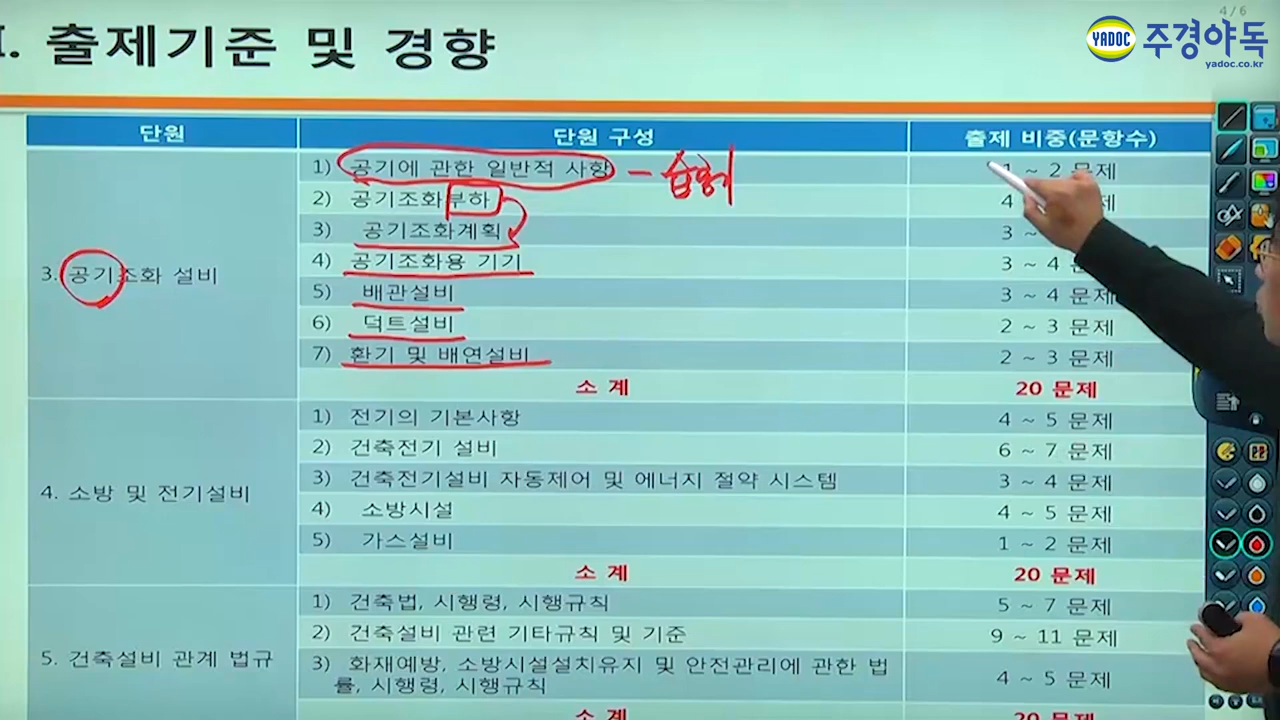 4 / 6
I. 출제기준 및 경향
YADOC 주경야독
yadoc.co.kr
단원 단원 구성 출제 비중(문항수)
3. 공기조화 설비
1) 공기에 관한 일반적 사항 ~ 2 문제
2) 공기조화부하 4
3) 공기조화계획 3 ~
4) 공기조화용 기기 3 ~ 4 문제
5) 배관설비 3 ~ 4 문제
6) 덕트설비 2 ~ 3 문제
7) 환기 및 배연설비 2 ~ 3 문제
소 계 20 문제
4. 소방 및 전기설비
1) 전기의 기본사항 4 ~ 5 문제
2) 건축전기 설비 6 ~ 7 문제
3) 건축전기설비 자동제어 및 에너지 절약 시스템 3 ~ 4 문제
4) 소방시설 4 ~ 5 문제
5) 가스설비 1 ~ 2 문제
소 계 20 문제
5. 건축설비 관계 법규
1) 건축법, 시행령, 시행규칙 5 ~ 7 문제
2) 건축설비 관련 기타규칙 및 기준 9 ~ 11 문제
3) 화재예방, 소방시설설치유지 및 안전관리에 관한 법
률, 시행령, 시행규칙 4 ~ 5 문제
소 계 20 문제